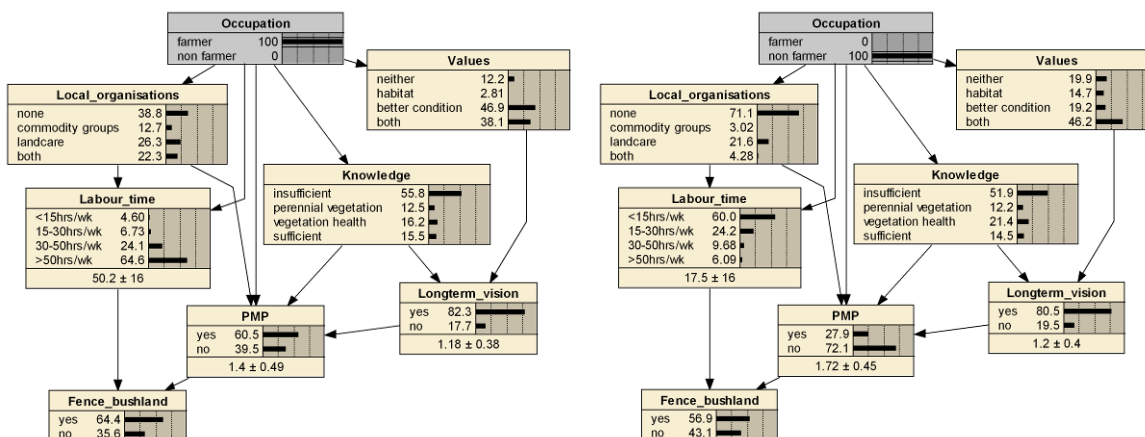 Occupation
farmer 100
non farmer 0
Values
neither 12.2
habitat 2.81
better condition 46.9
both 38.1
Local_organisations
none 38.8
commodity groups 12.7
landcare 26.3
both 22.3
Knowledge
insufficient 55.8
perennial vegetation 12.5
vegetation health 16.2
sufficient 15.5
Labour_time
<15hrs/wk 4.60
15-30hrs/wk 6.73
30-50hrs/wk 24.1
>50hrs/wk 64.6
50.2 ± 16
Longterm_vision
yes 82.3
no 17.7
1.18 ± 0.38
PMP
yes 60.5
no 39.5
1.4 ± 0.49
Fence_bushland
yes 64.4
no 35.6
Occupation
farmer 0
non farmer 100
Values
neither 19.9
habitat 14.7
better condition 19.2
both 46.2
Local_organisations
none 71.1
commodity groups 3.02
landcare 21.6
both 4.28
Knowledge
insufficient 51.9
perennial vegetation 12.2
vegetation health 21.4
sufficient 14.5
Labour_time
<15hrs/wk 60.0
15-30hrs/wk 24.2
30-50hrs/wk 9.68
>50hrs/wk 6.09
17.5 ± 16
Longterm_vision
yes 80.5
no 19.5
1.2 ± 0.4
PMP
yes 27.9
no 72.1
1.72 ± 0.45
Fence_bushland
yes 56.9
no 43.1